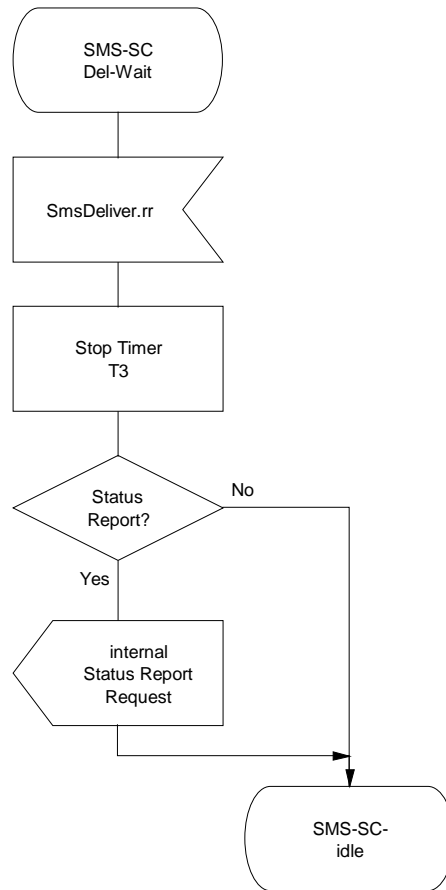 SMS-SC
Del-Wait
SmsDeliver.rr
Stop Timer
T3
Status
Report?
No
Yes
internal
Status Report
Request
SMS-SC-
idle